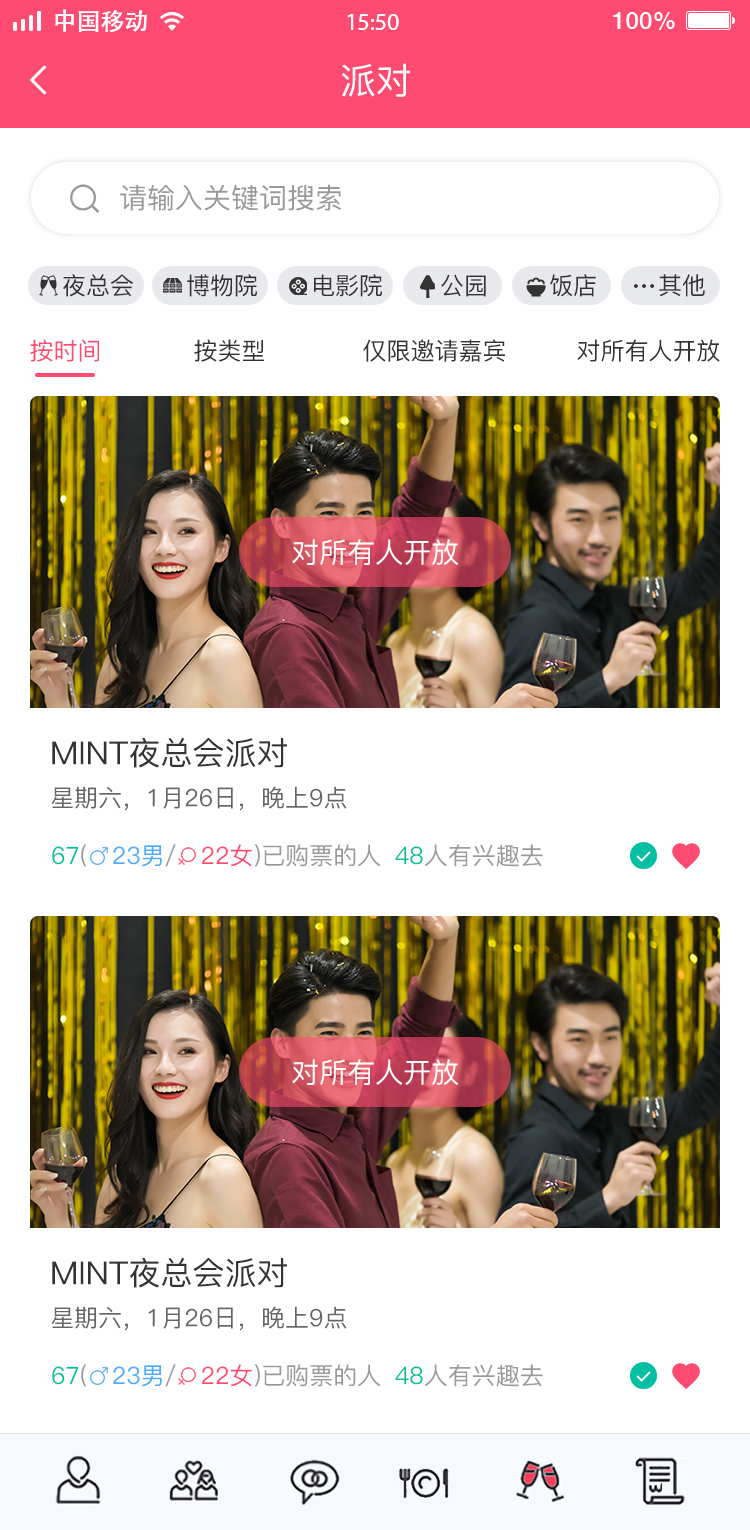 中国移动 15:50 100%
派对
请输入关键词搜索
夜总会 博物院 电影院 公园 饭店 ···其他
按时间 按类型 仅限邀请嘉宾 对所有人开放
对所有人开放
MINT夜总会派对
星期六，1月26日，晚上9点
67(♂23男/♀22女)已购票的人 48人有兴趣去
对所有人开放
MINT夜总会派对
星期六，1月26日，晚上9点
67(♂23男/♀22女)已购票的人 48人有兴趣去
W